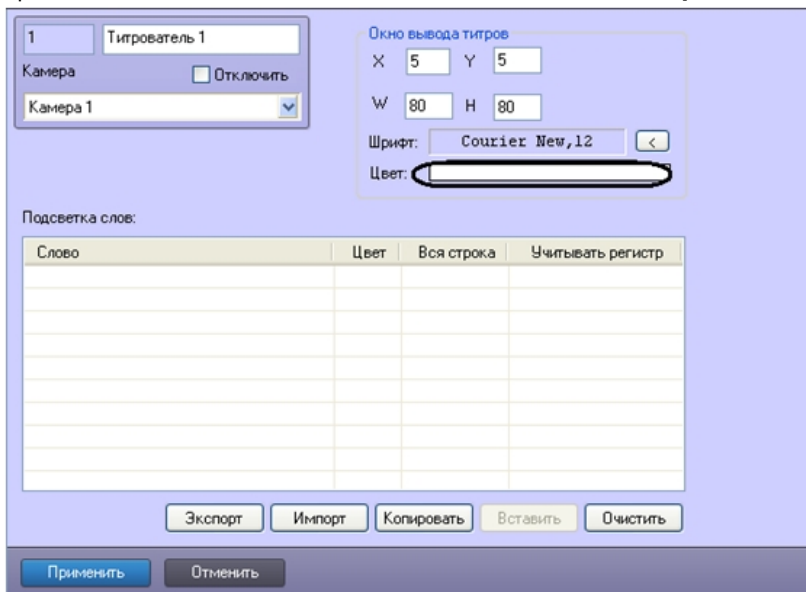 1 Титрователь 1
Камера Отключить
Камера 1
Окно вывода титров
X 5 Y 5
W 80 H 80
Шрифт: Courier New,12 <
Цвет:
Подсветка слов:
Слово Цвет Вся строка Учитывать регистр
Экспорт Импорт Копировать Вставить Очистить
Применить Отменить